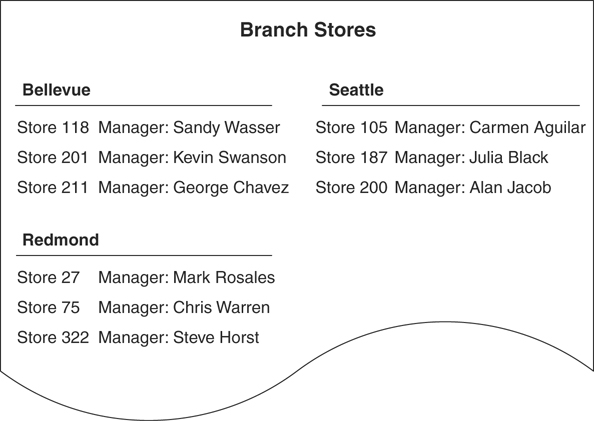 Branch Stores
Bellevue
Store 118 Manager: Sandy Wasser
Store 201 Manager: Kevin Swanson
Store 211 Manager: George Chavez
Seattle
Store 105 Manager: Carmen Aguilar
Store 187 Manager: Julia Black
Store 200 Manager: Alan Jacob
Redmond
Store 27 Manager: Mark Rosales
Store 75 Manager: Chris Warren
Store 322 Manager: Steve Horst